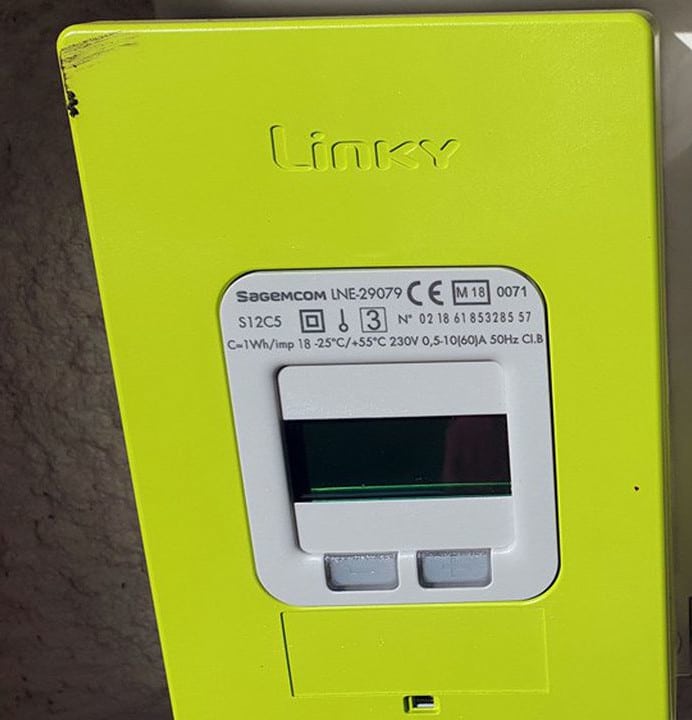 Linky
Sagemcom LNE-29079 CE M 18 0071
S12C5 3 N° 02 18 61 853285 57
C=1Wh/imp 18 -25°C/+55°C 230V 0,5-10(60)A 50Hz Cl.B
- +